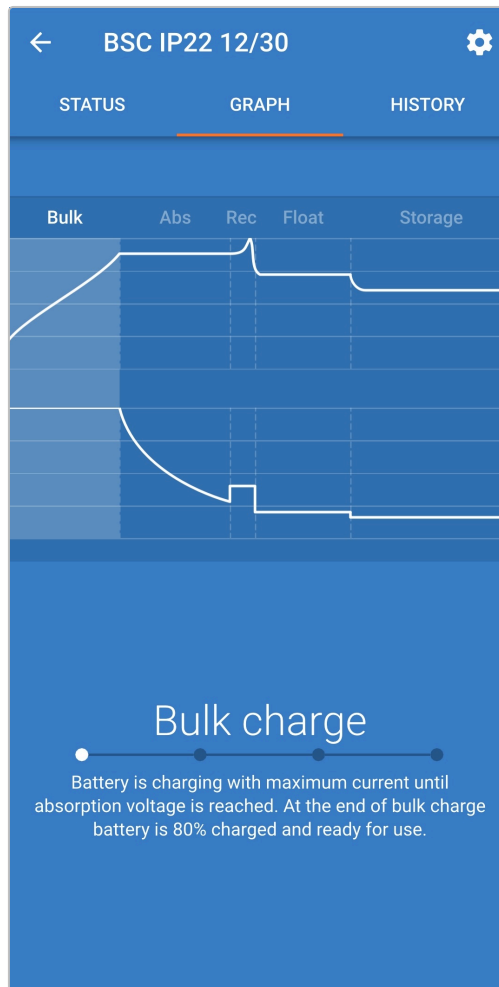 BSC IP22 12/30
STATUS GRAPH HISTORY
Bulk Abs Rec Float Storage
Bulk charge
Battery is charging with maximum current until
absorption voltage is reached. At the end of bulk charge
battery is 80% charged and ready for use.